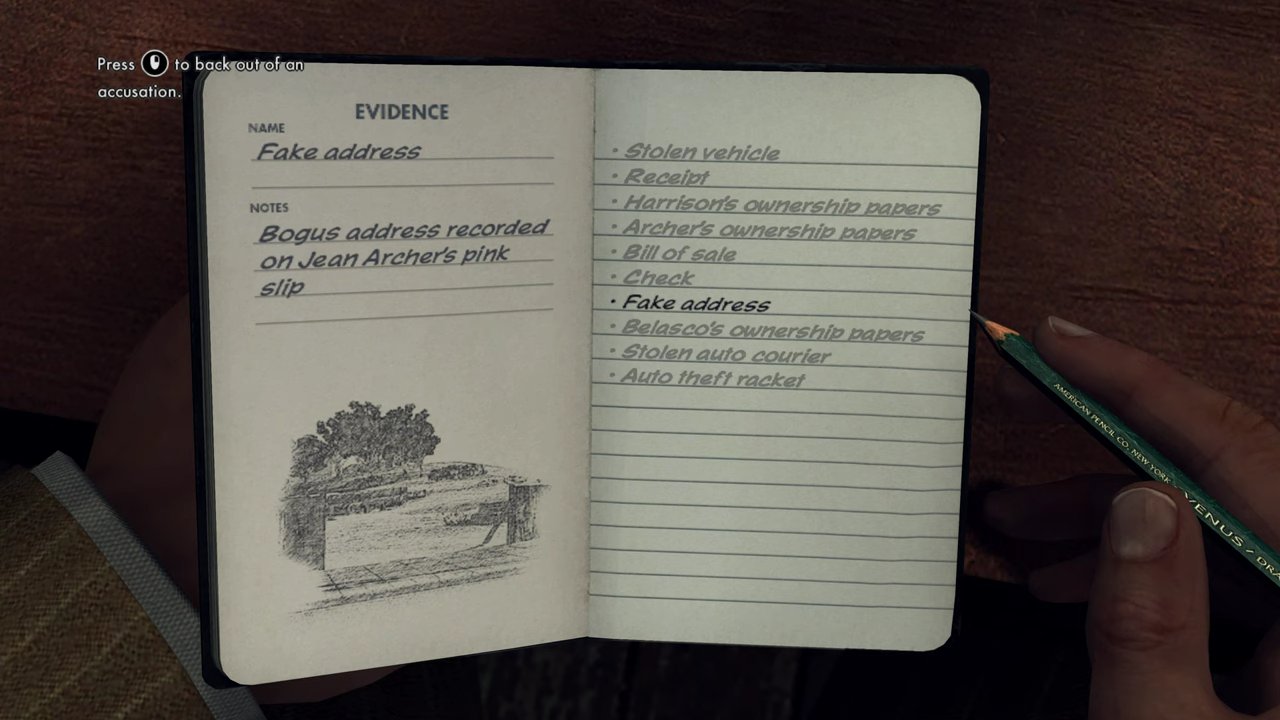 Press to back out of an
accusation.
EVIDENCE
NAME
Fake address
NOTES
Bogus address recorded
on Jean Archer's pink
slip
• Stolen vehicle
• Receipt
• Harrison's ownership papers
• Archer's ownership papers
• Bill of sale
• Check
• Fake address
• Belasco's ownership papers
• Stolen auto courier
• Auto theft racket
AMERICAN PENCIL CO. NEW YORK
VENUS / DRA